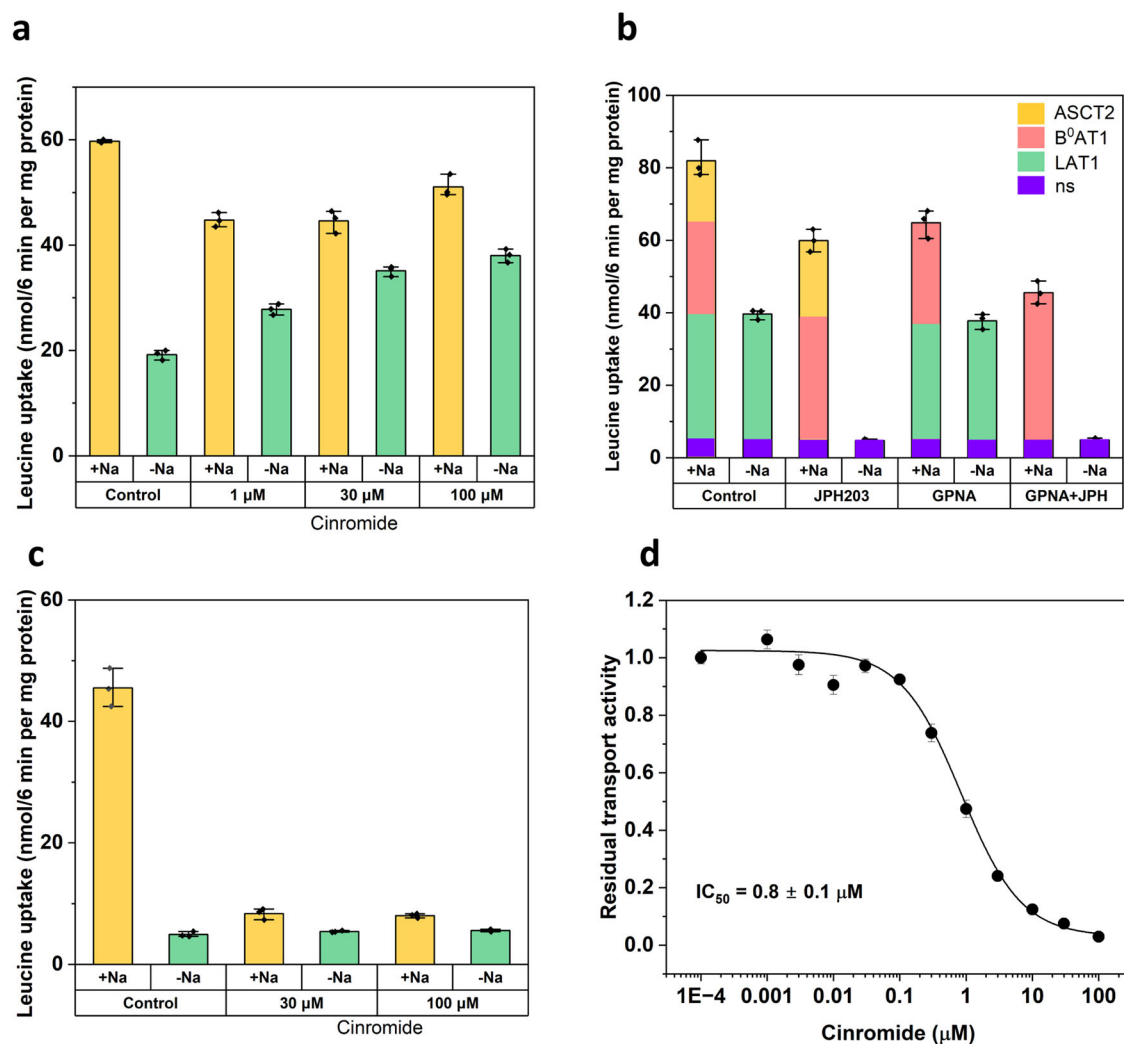 a
Leucine uptake (nmol/6 min per mg protein)
60
40
20
0
+Na -Na +Na -Na +Na -Na +Na -Na
Control 1 µM 30 µM 100 µM
Cinromide
b
Leucine uptake (nmol/6 min per mg protein)
100
80
60
40
20
0
ASCT2
B⁰AT1
LAT1
ns
+Na -Na +Na -Na +Na -Na +Na -Na
Control JPH203 GPNA GPNA+JPH
c
Leucine uptake (nmol/6 min per mg protein)
60
40
20
0
+Na -Na +Na -Na +Na -Na
Control 30 µM 100 µM
Cinromide
d
Residual transport activity
1.2
1.0
0.8
0.6
0.4
0.2
0.0
IC₅₀ = 0.8 ± 0.1 µM
1E−4 0.001 0.01 0.1 1 10 100
Cinromide (µM)